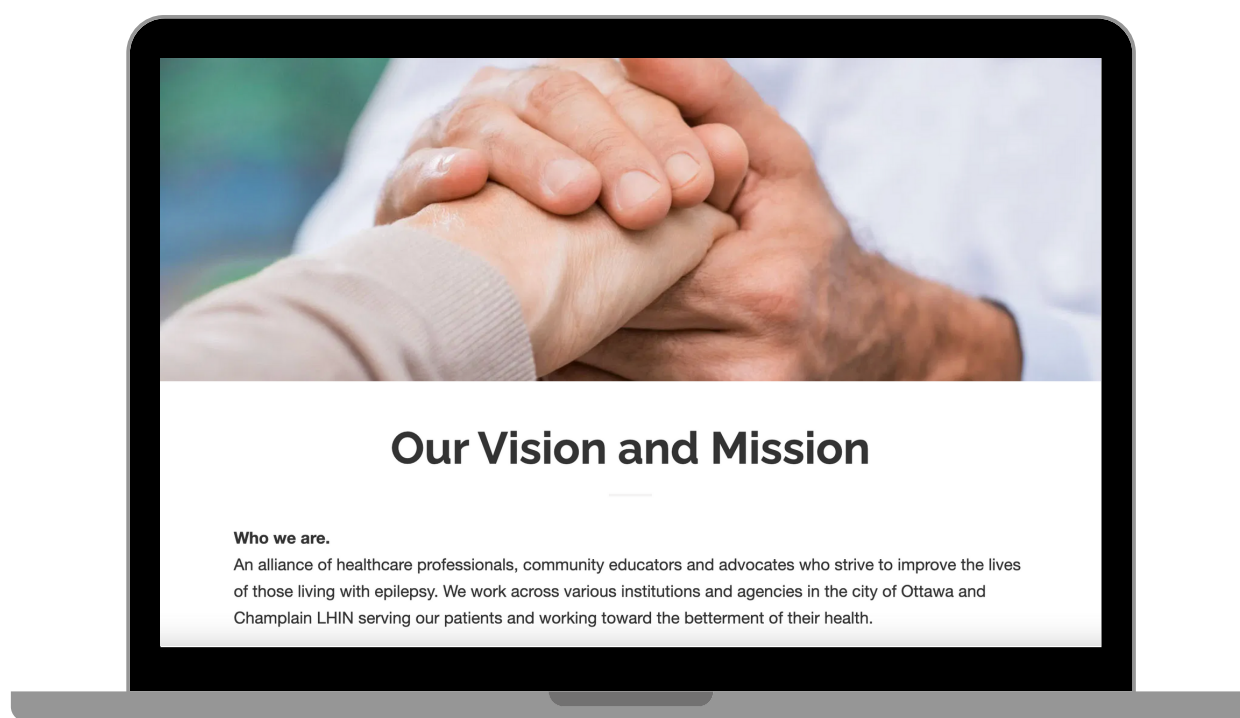 Our Vision and Mission
Who we are.
An alliance of healthcare professionals, community educators and advocates who strive to improve the lives
of those living with epilepsy. We work across various institutions and agencies in the city of Ottawa and
Champlain LHIN serving our patients and working toward the betterment of their health.